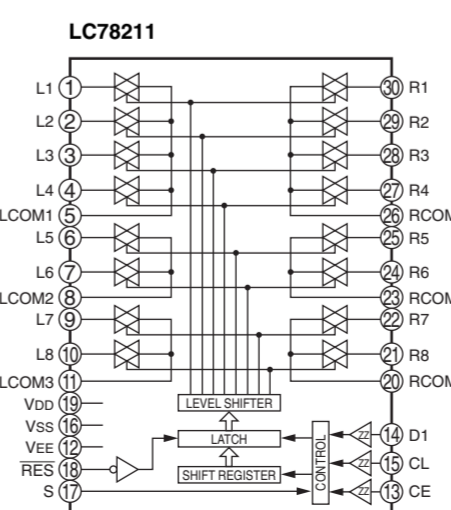 LC78211
L1 1 30 R1
L2 2 29 R2
L3 3 28 R3
L4 4 27 R4
LCOM1 5 26 RCOM
L5 6 25 R5
L6 7 24 R6
LCOM2 8 23 RCOM
L7 9 22 R7
L8 10 21 R8
LCOM3 11 20 RCOM
VDD 19 LEVEL SHIFTER
VSS 16
VEE 12 LATCH CONTROL 14 D1
RES 18 SHIFT REGISTER 15 CL
S 17 13 CE